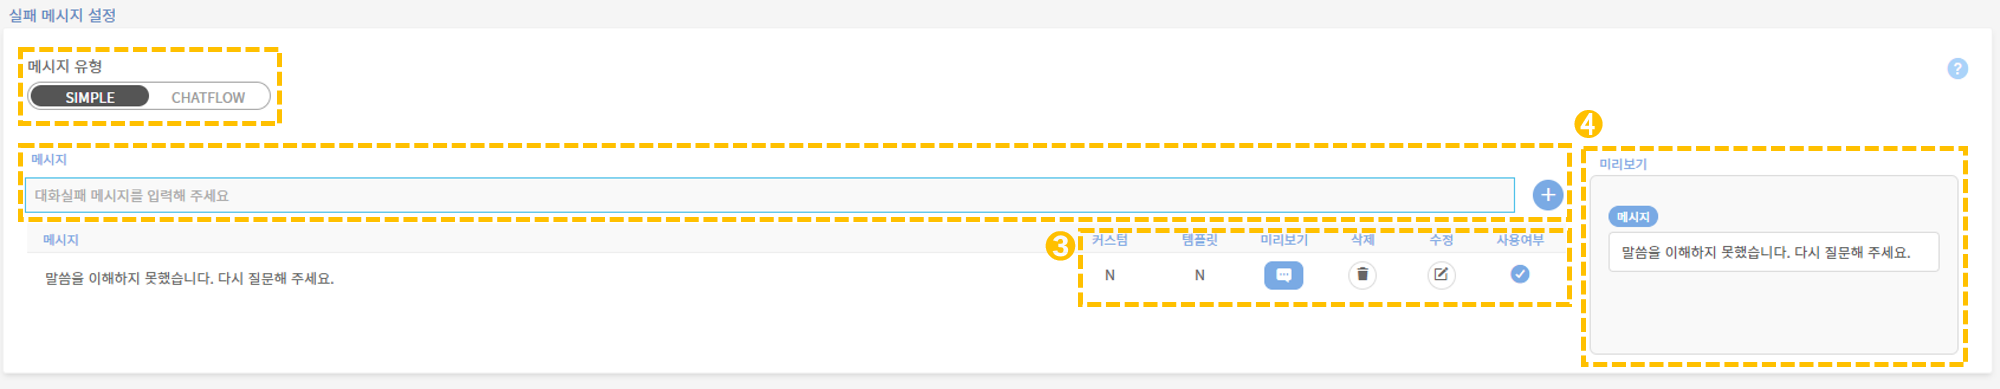 실패 메시지 설정
메시지 유형
?
SIMPLE CHATFLOW
4
메시지
미리보기
대화실패 메시지를 입력해 주세요
+
메시지
3
메시지 커스텀 템플릿 미리보기 삭제 수정 사용여부
말씀을 이해하지 못했습니다. 다시 질문해 주세요.
말씀을 이해하지 못했습니다. 다시 질문해 주세요. N N